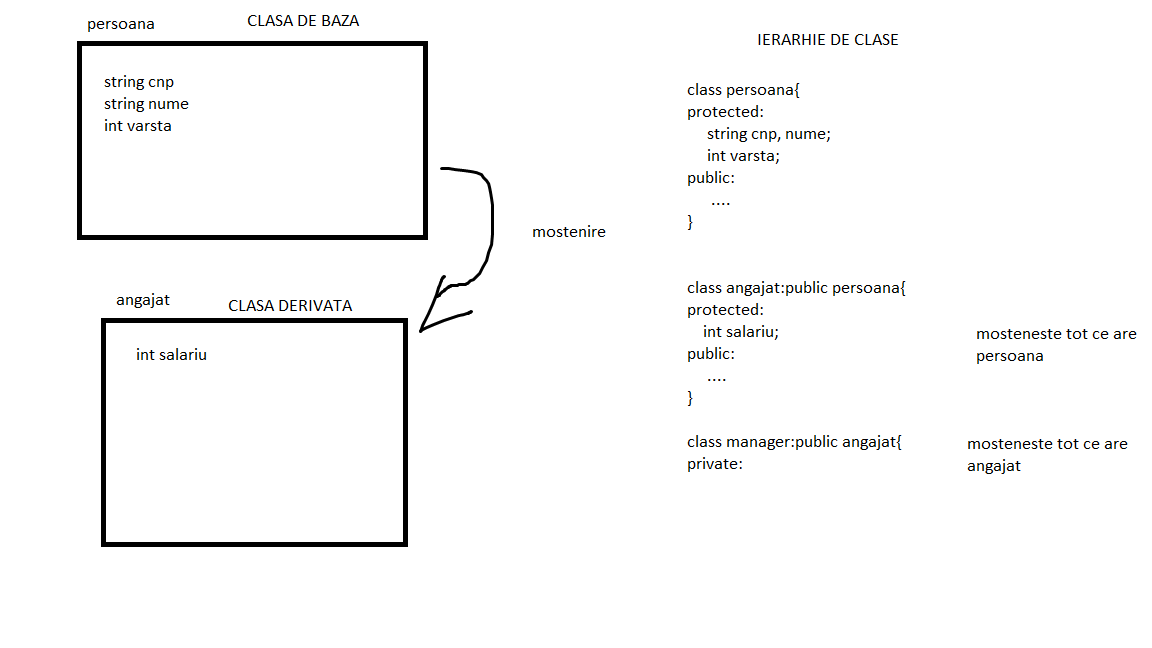 persoana
CLASA DE BAZA
string cnp
string nume
int varsta
mostenire
angajat
CLASA DERIVATA
int salariu
IERARHIE DE CLASE
class persoana{
protected:
string cnp, nume;
int varsta;
public:
....
}
class angajat:public persoana{
protected:
int salariu;
public:
....
}
mosteneste tot ce are
persoana
class manager:public angajat{
private:
mosteneste tot ce are
angajat